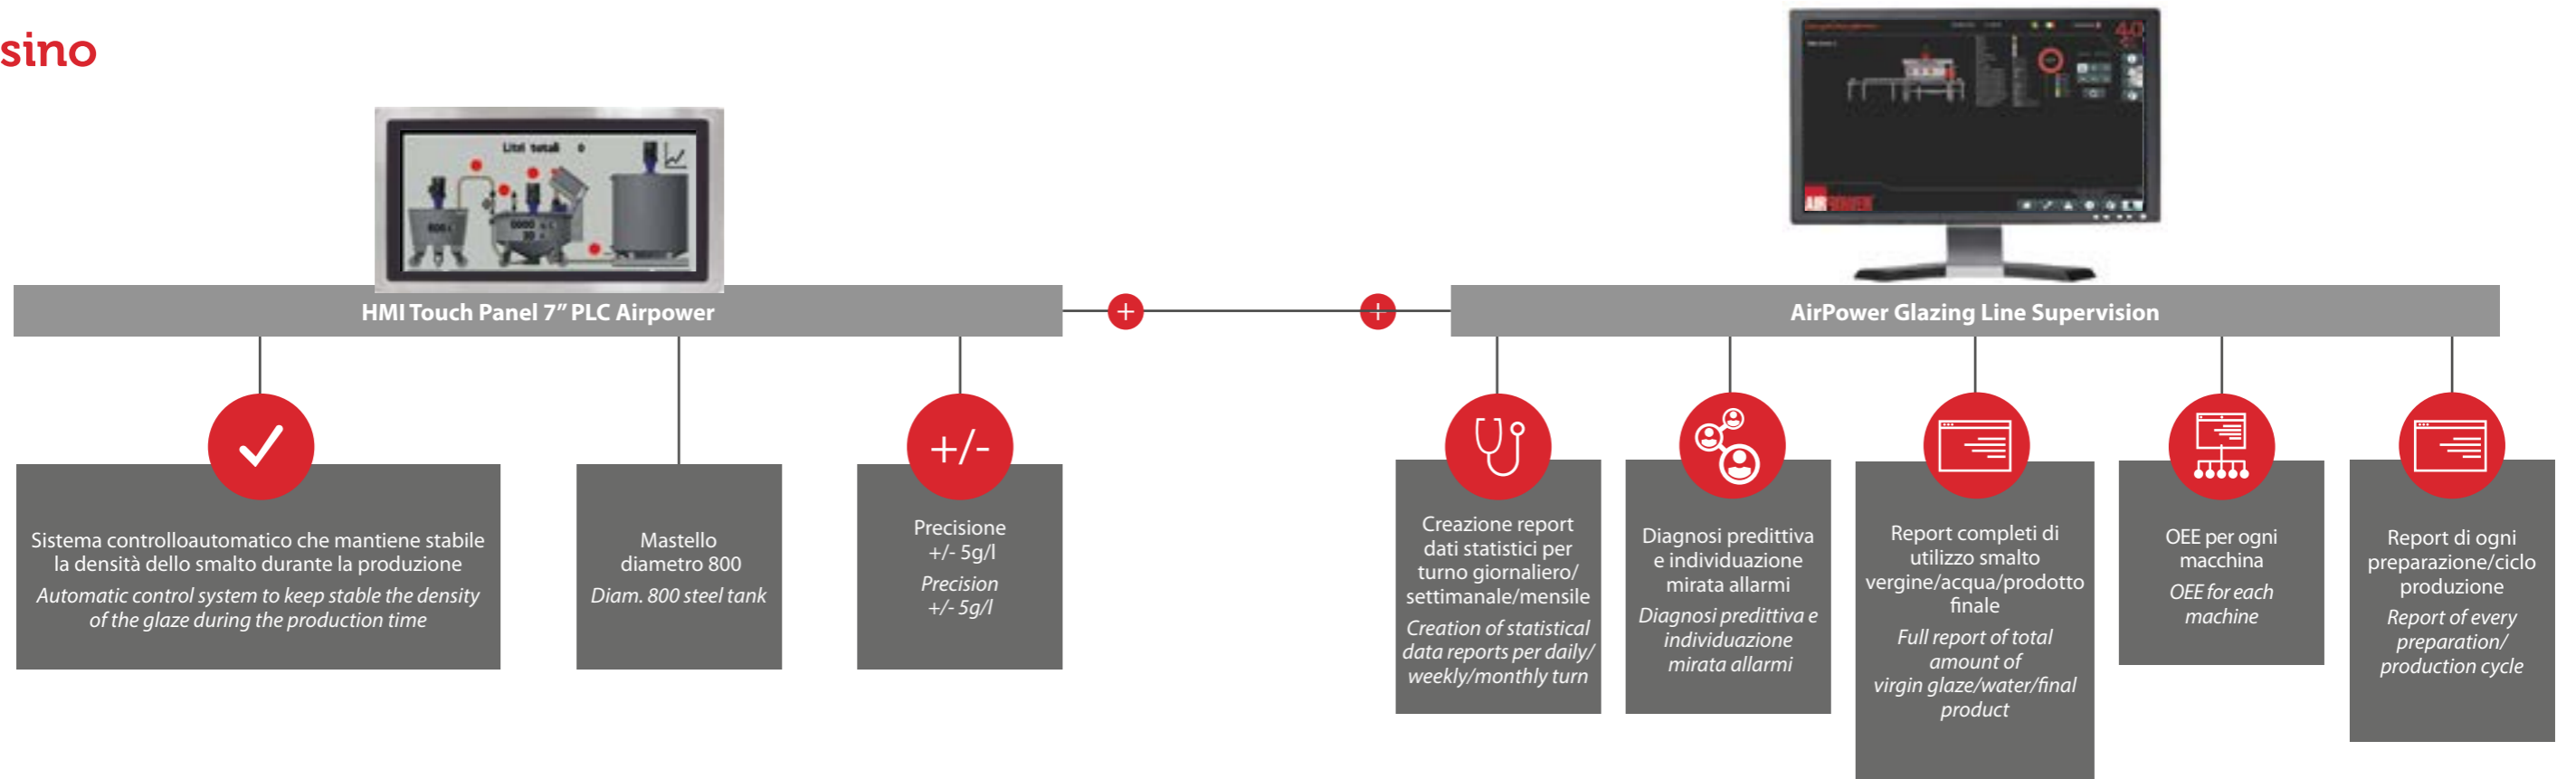 sino
Litri totali 0
HMI Touch Panel 7” PLC Airpower
AirPower Glazing Line Supervision
+/-
Sistema controlloautomatico che mantiene stabile
la densità dello smalto durante la produzione
Automatic control system to keep stable the density
of the glaze during the production time
Mastello
diametro 800
Diam. 800 steel tank
Precisione
+/- 5g/l
Precision
+/- 5g/l
Creazione report
dati statistici per
turno giornaliero/
settimanale/mensile
Creation of statistical
data reports per daily/
weekly/monthly turn
Diagnosi predittiva
e individuazione
mirata allarmi
Diagnosi predittiva e
individuazione
mirata allarmi
Report completi di
utilizzo smalto
vergine/acqua/prodotto
finale
Full report of total
amount of
virgin glaze/water/final
product
OEE per ogni
macchina
OEE for each
machine
Report di ogni
preparazione/ciclo
produzione
Report of every
preparation/
production cycle